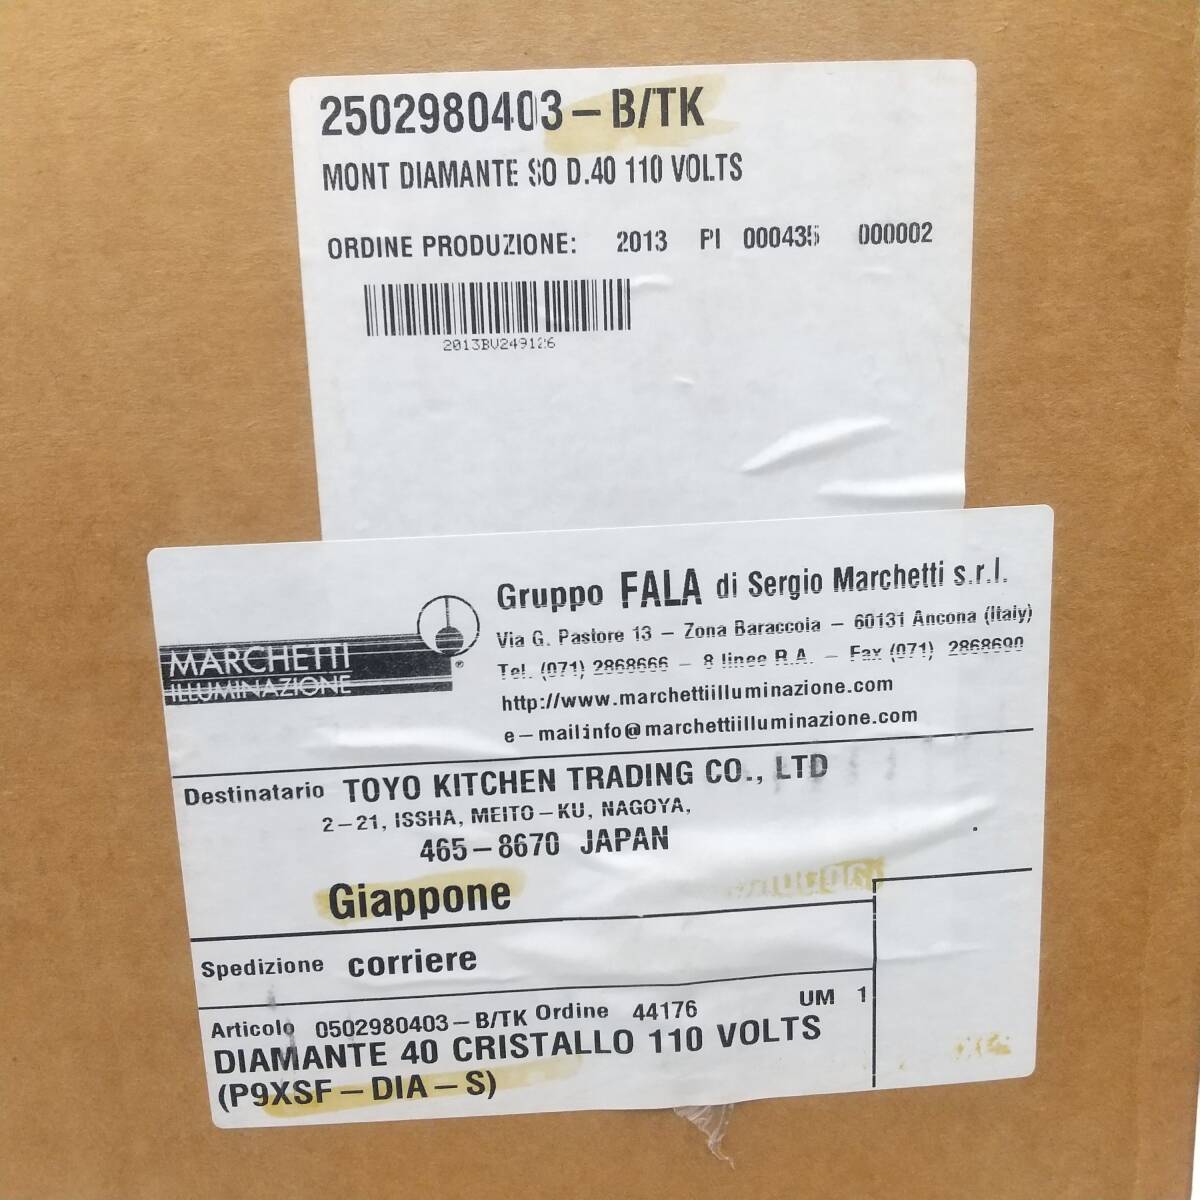 2502980403-B/TK
MONT DIAMANTE SO D.40 110 VOLTS
ORDINE PRODUZIONE: 2013 PI 000435 000002
2013BV249126
MARCHETTI
ILLUMINAZIONE
®
Gruppo FALA di Sergio Marchetti s.r.l.
Via G. Pastore 13 - Zona Baraccola - 60131 Ancona (Italy)
Tel. (071) 2868666 - 8 linee R.A. - Fax (071) 2868690
http://www.marchettiilluminazione.com
e-mail:info@marchettiilluminazione.com
Destinatario TOYO KITCHEN TRADING CO., LTD
2-21, ISSHA, MEITO-KU, NAGOYA,
465-8670 JAPAN
Giappone
Spedizione corriere
Articolo 0502980403-B/TK Ordine 44176 UM 1
DIAMANTE 40 CRISTALLO 110 VOLTS
(P9XSF-DIA-S)